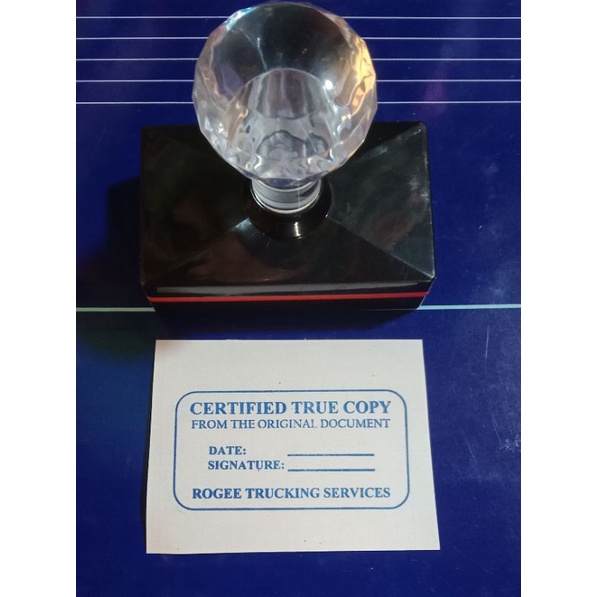 CERTIFIED TRUE COPY
FROM THE ORIGINAL DOCUMENT
DATE:
SIGNATURE:
ROGEE TRUCKING SERVICES